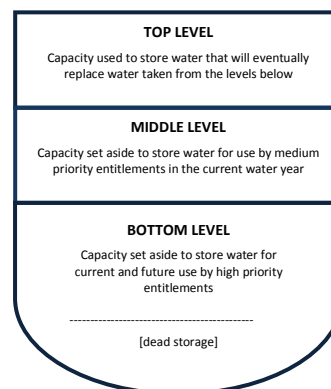 TOP LEVEL
Capacity used to store water that will eventually
replace water taken from the levels below
MIDDLE LEVEL
Capacity set aside to store water for use by medium
priority entitlements in the current water year
BOTTOM LEVEL
Capacity set aside to store water for
current and future use by high priority
entitlements
--------------------------------------------
[dead storage]